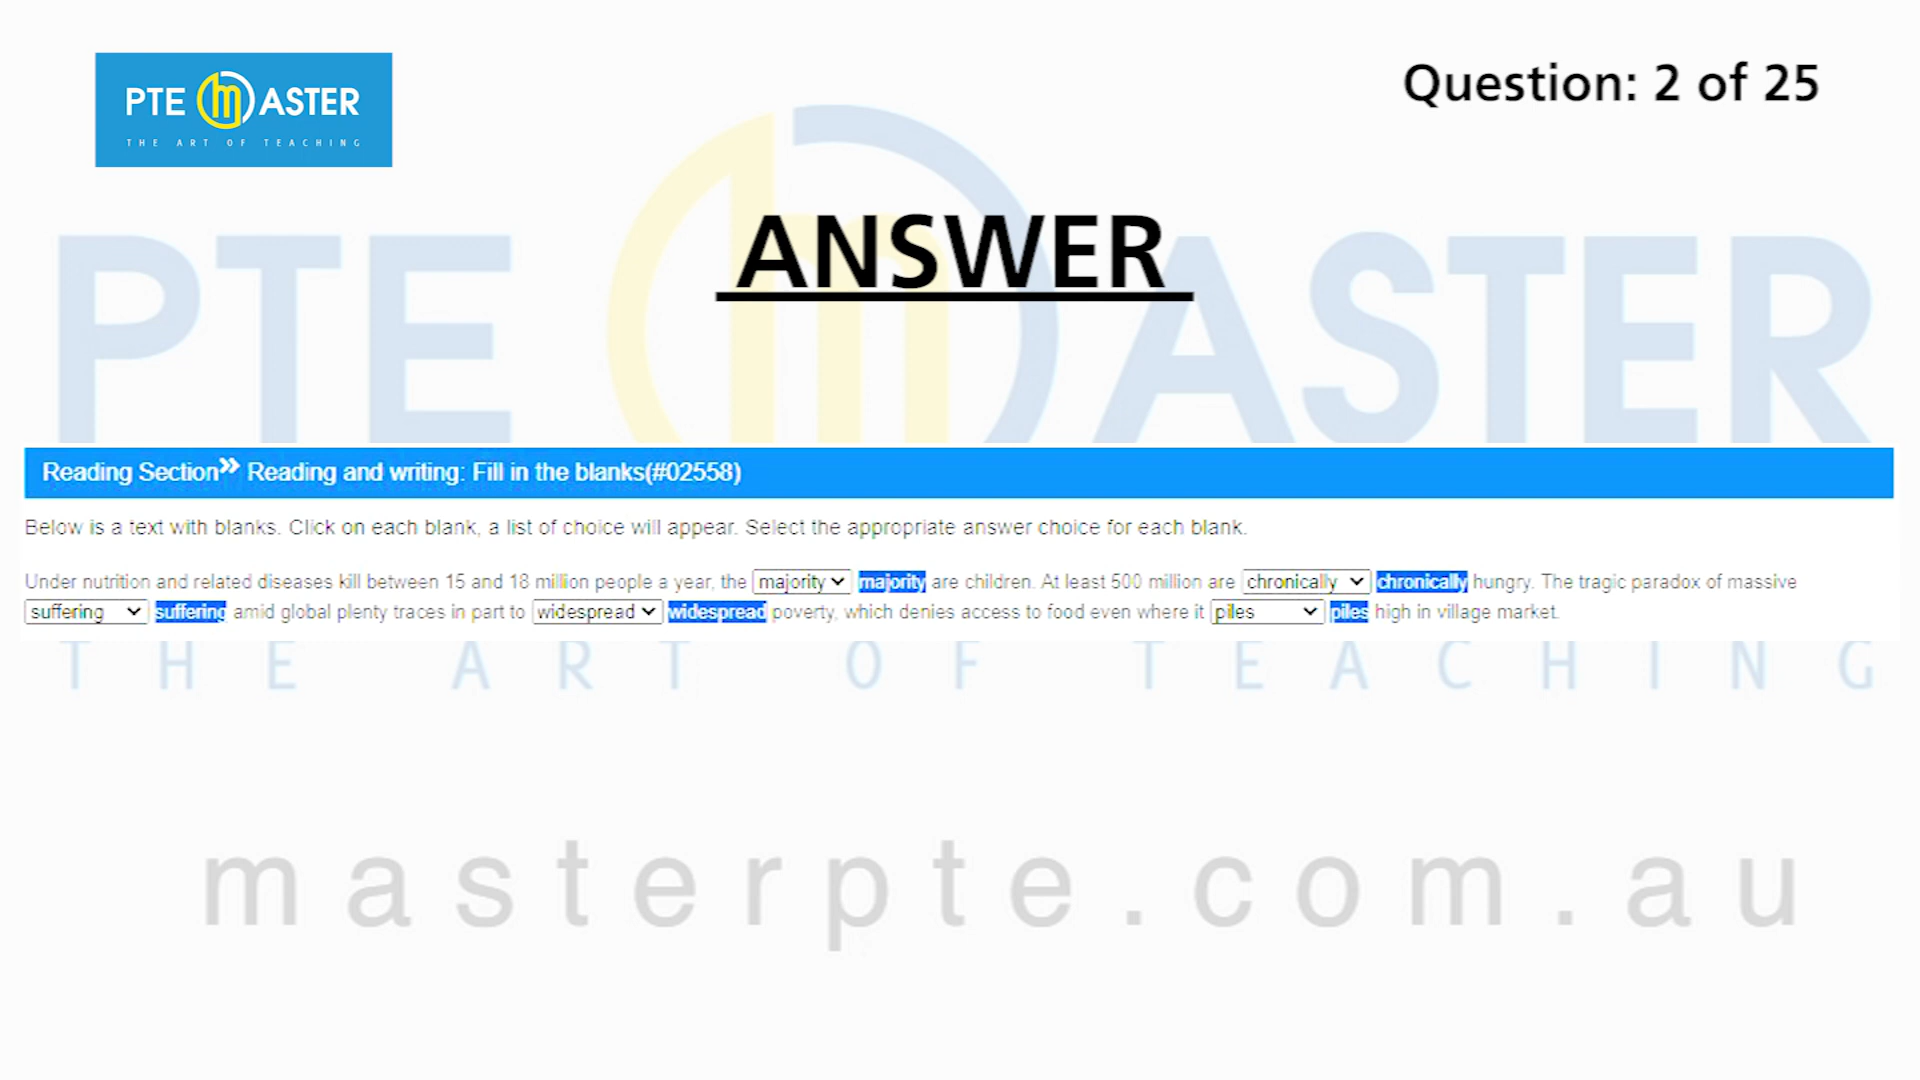 PTE MASTER
THE ART OF TEACHING
Question: 2 of 25
ANSWER
PTE MASTER
Reading Section» Reading and writing: Fill in the blanks(#02558)
Below is a text with blanks. Click on each blank, a list of choice will appear. Select the appropriate answer choice for each blank.
Under nutrition and related diseases kill between 15 and 18 million people a year, the majority majority are children. At least 500 million are chronically chronically hungry. The tragic paradox of massive
suffering suffering amid global plenty traces in part to widespread widespread poverty, which denies access to food even where it piles piles high in village market.
THE ART OF TEACHING
masterpte.com.au